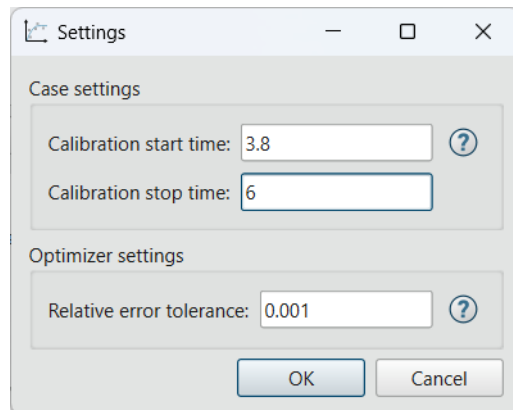 Settings
Case settings
Calibration start time: 3.8 ?
Calibration stop time: 6
Optimizer settings
Relative error tolerance: 0.001 ?
OK Cancel